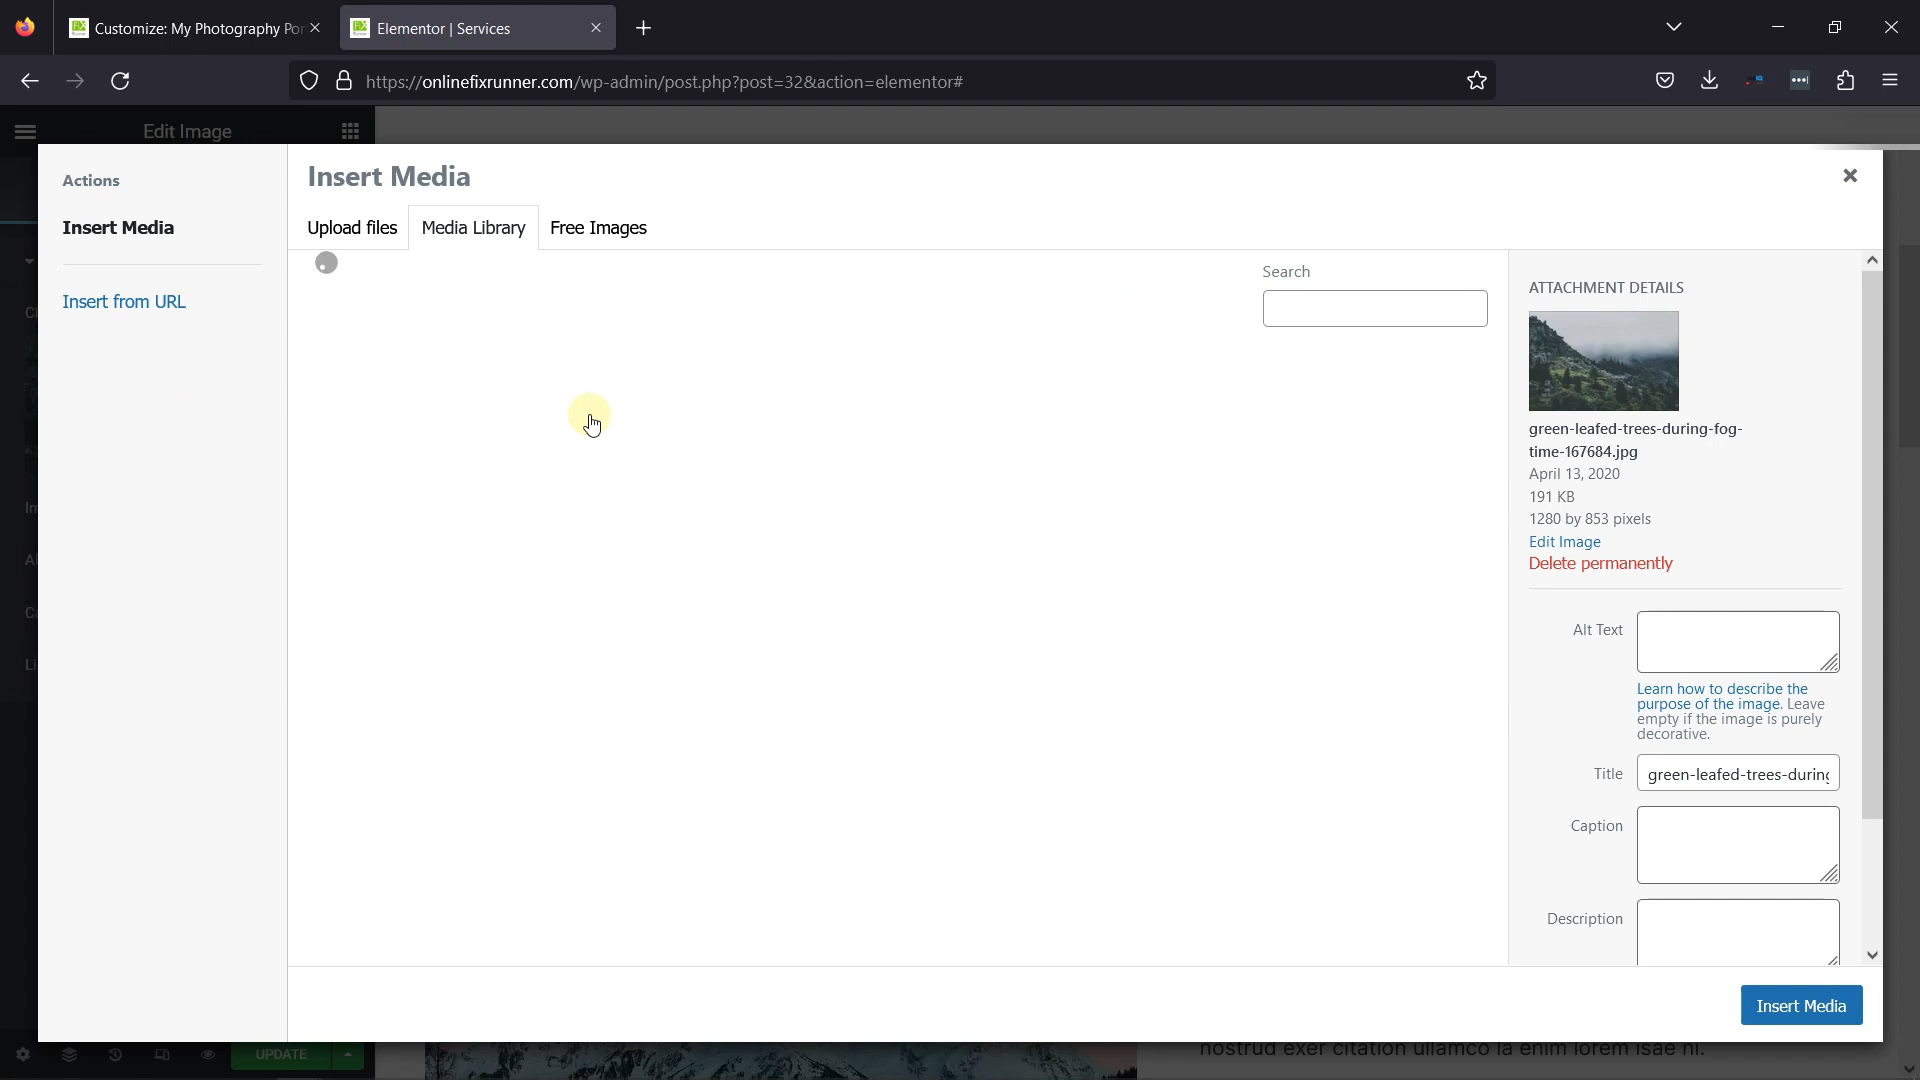 Customize: My Photography Por
Elementor | Services
https://onlinefixrunner.com/wp-admin/post.php?post=32&action=elementor#
Edit Image
Actions
Insert Media
Insert from URL
Insert Media
Upload files
Media Library
Free Images
Search
ATTACHMENT DETAILS
green-leafed-trees-during-fog-
time-167684.jpg
April 13, 2020
191 KB
1280 by 853 pixels
Edit Image
Delete permanently
Alt Text
Learn how to describe the
purpose of the image. Leave
empty if the image is purely
decorative.
Title
green-leafed-trees-during
Caption
Description
Insert Media
UPDATE
nostrud exer citation ullamco la enim lorem isae ni.